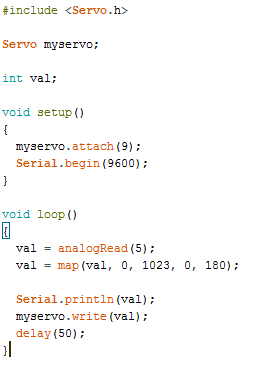 #include <Servo.h>
Servo myservo;
int val;
void setup()
{
  myservo.attach(9);
  Serial.begin(9600);
}
void loop()
{
  val = analogRead(5);
  val = map(val, 0, 1023, 0, 180);
  Serial.println(val);
  myservo.write(val);
  delay(50);
}